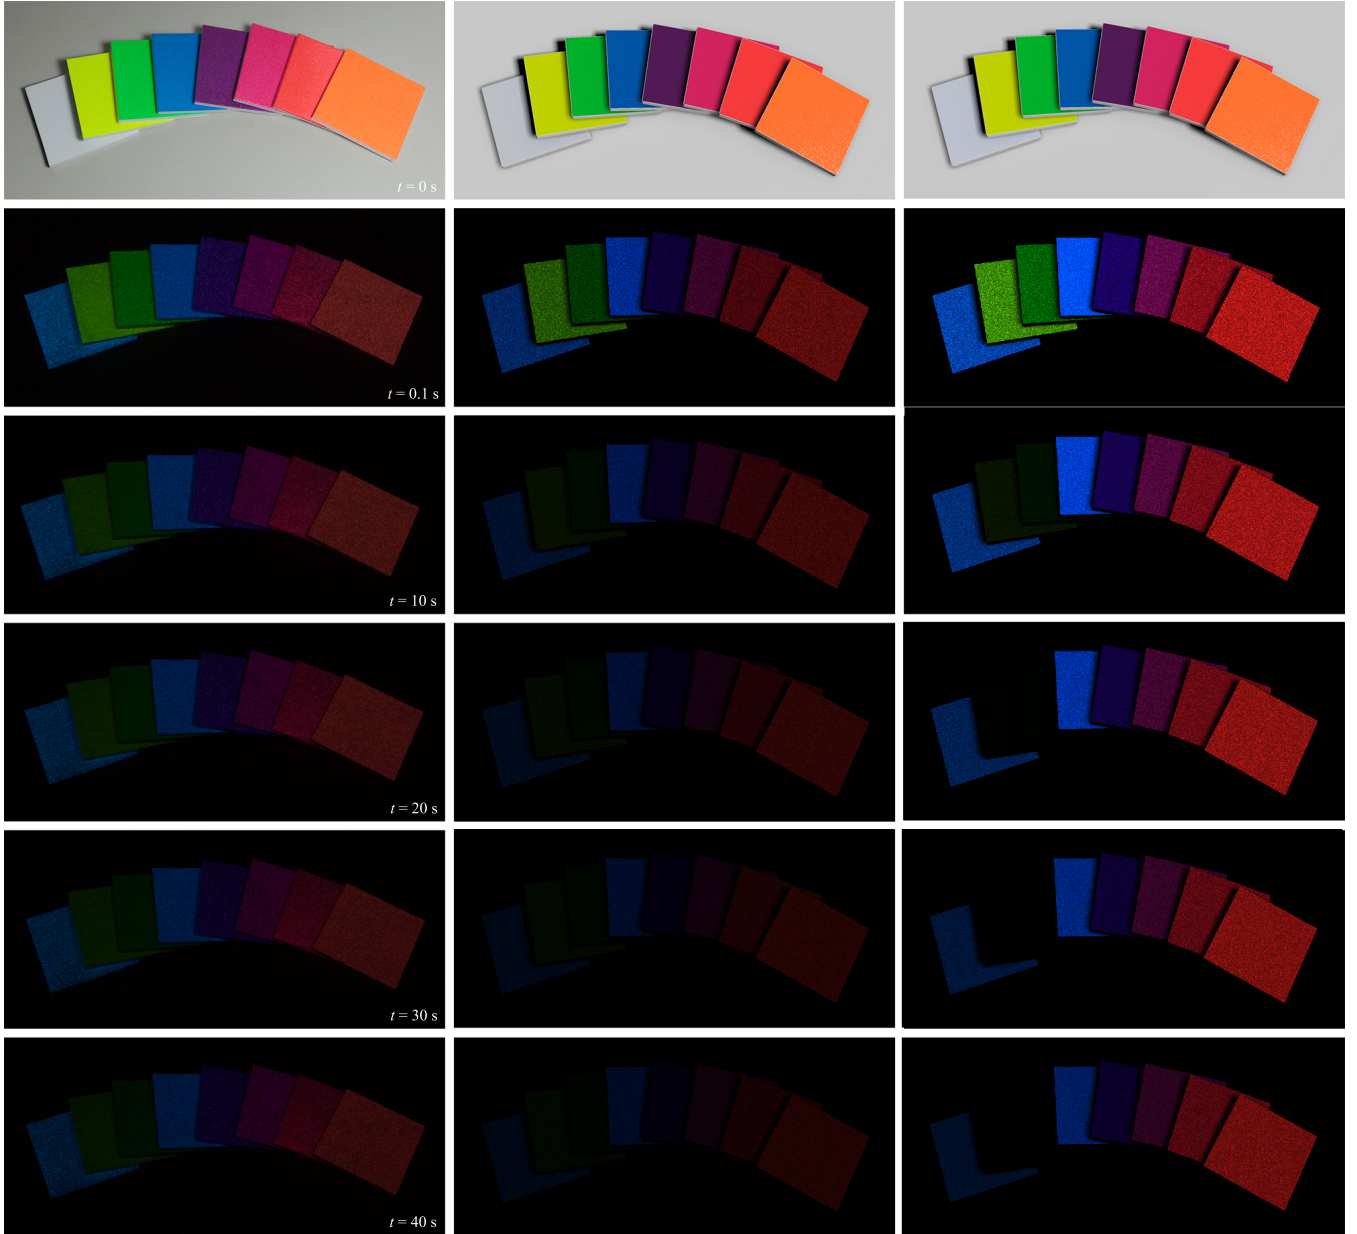 t = 0 s
t = 0.1 s
t = 10 s
t = 20 s
t = 30 s
t = 40 s